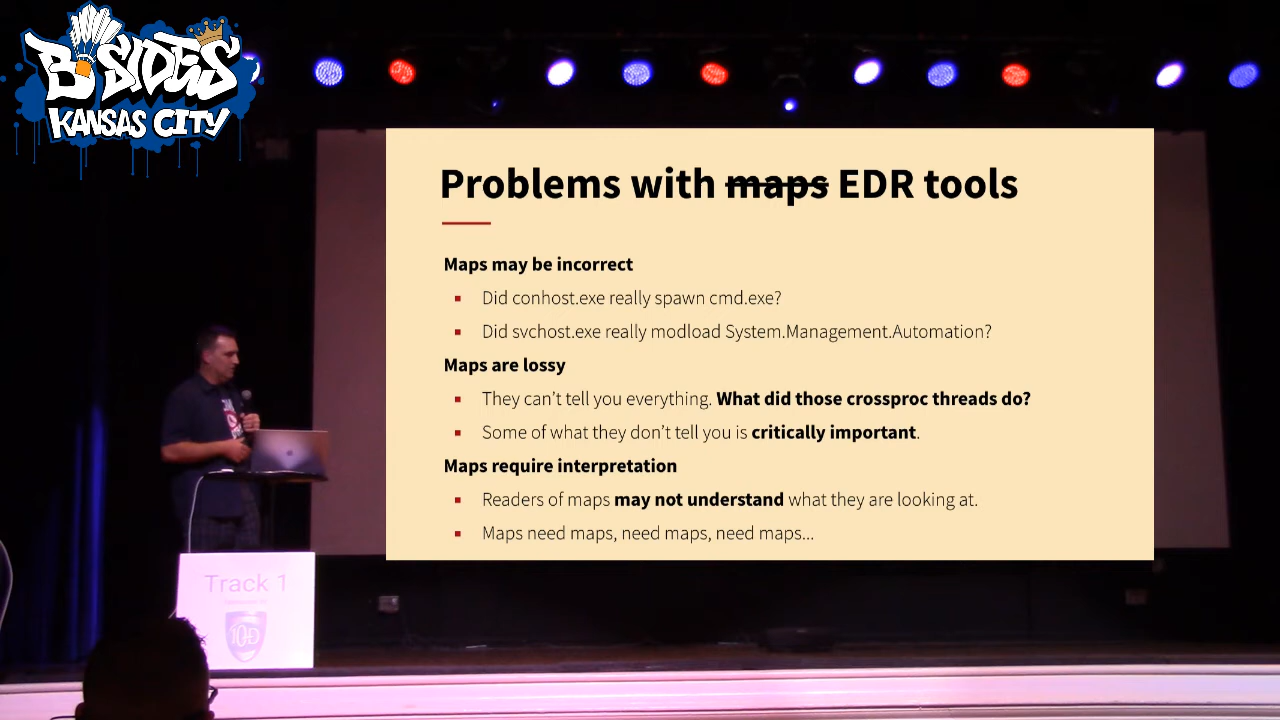 B·SIDES
KANSAS CITY
Problems with maps EDR tools
Maps may be incorrect
Did conhost.exe really spawn cmd.exe?
Did svchost.exe really modload System.Management.Automation?
Maps are lossy
They can't tell you everything. What did those crossproc threads do?
Some of what they don't tell you is critically important.
Maps require interpretation
Readers of maps may not understand what they are looking at.
Maps need maps, need maps, need maps...
Track 1